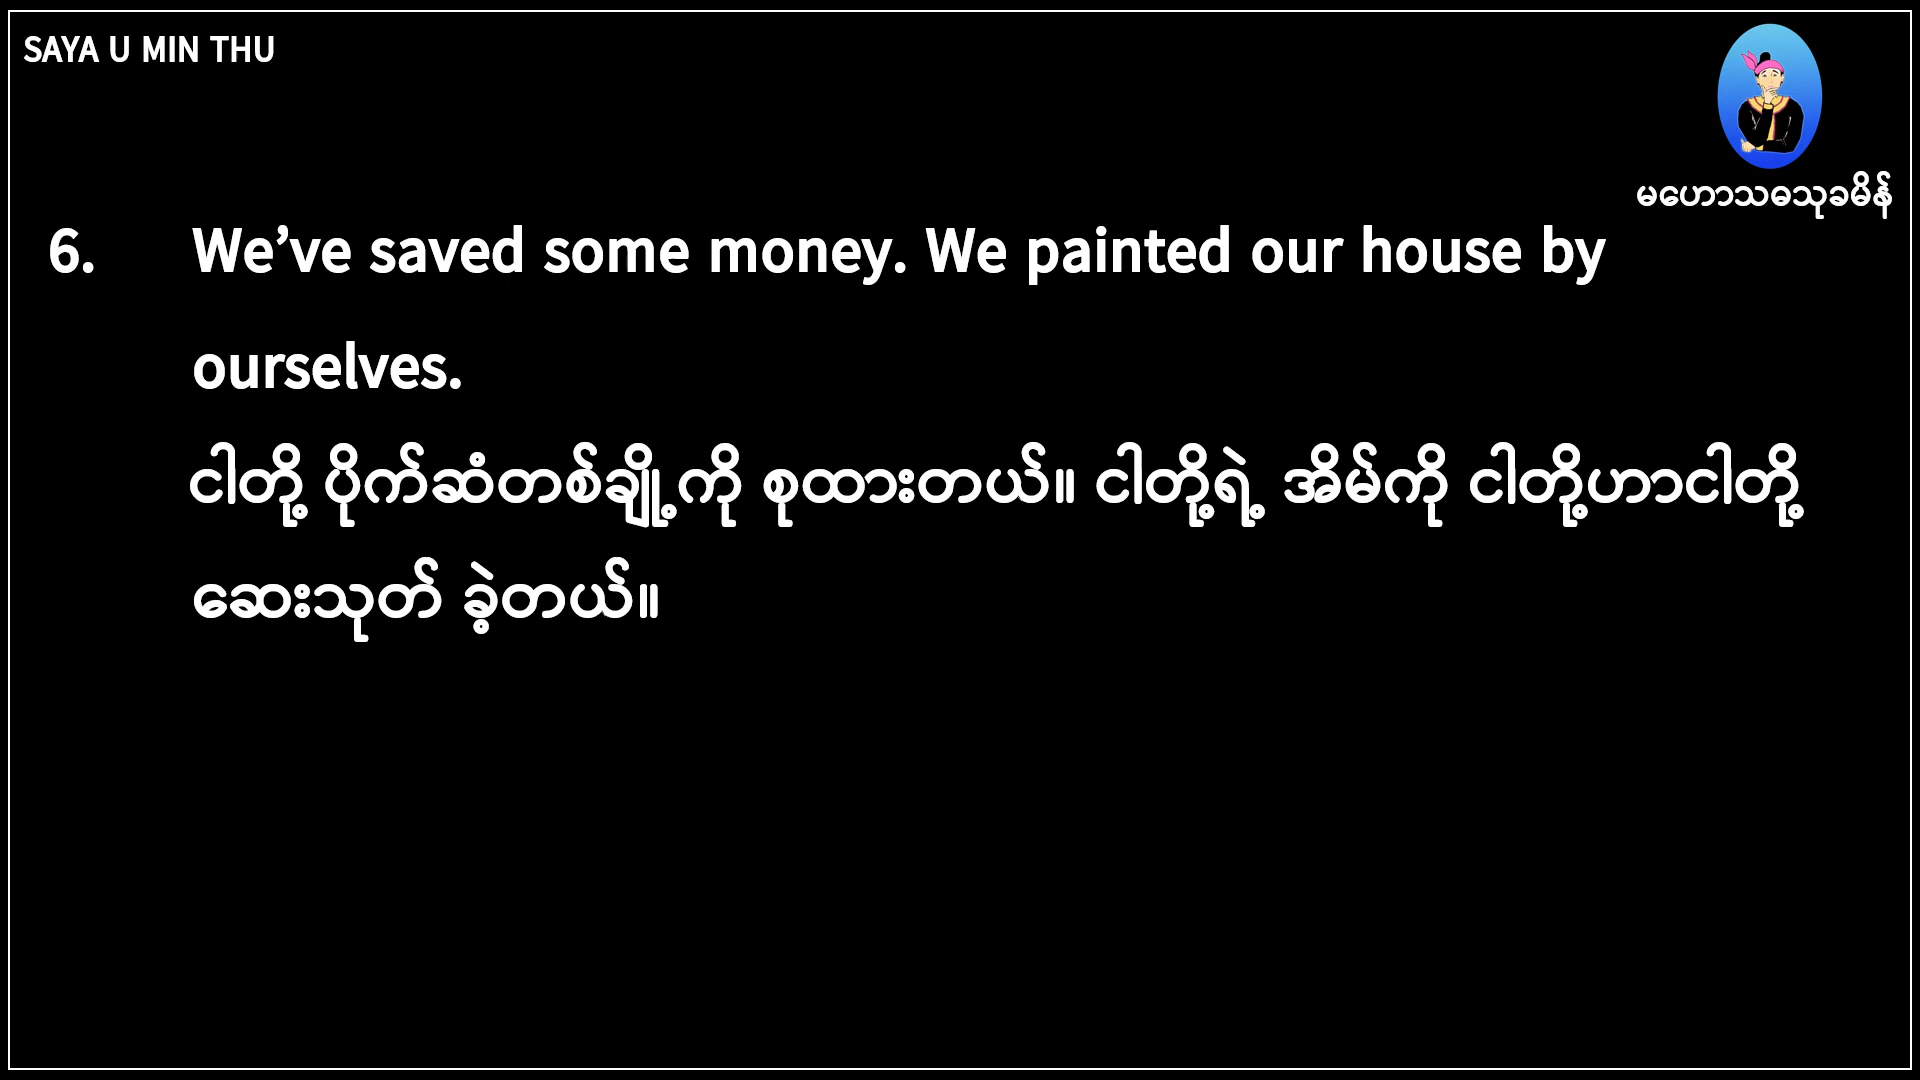 SAYA U MIN THU
မဟောသဓသုခမိန်
6. We’ve saved some money. We painted our house by
ourselves.
ငါတို့ ပိုက်ဆံတစ်ချို့ကို စုထားတယ်။ ငါတို့ရဲ့ အိမ်ကို ငါတို့ဟာငါတို့
ဆေးသုတ် ခဲ့တယ်။